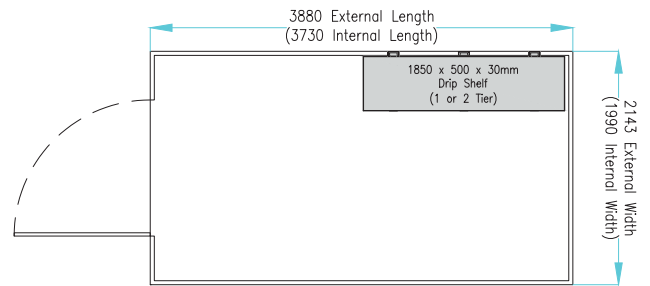 3880 External Length
(3730 Internal Length)
1850 x 500 x 30mm
Drip Shelf
(1 or 2 Tier)
2143 External Width
(1990 Internal Width)